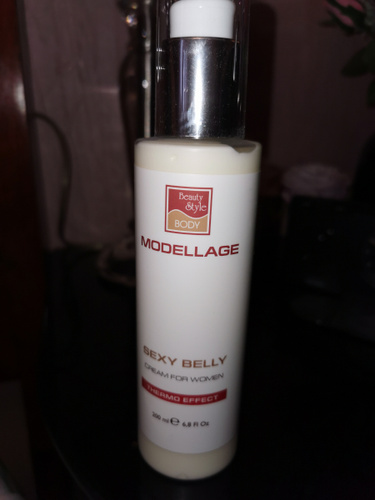 Beauty
Style
BODY
MODELLAGE
SEXY BELLY
CREAM FOR WOMEN
THERMO EFFECT
200 ml ℮ 6.8 Fl Oz